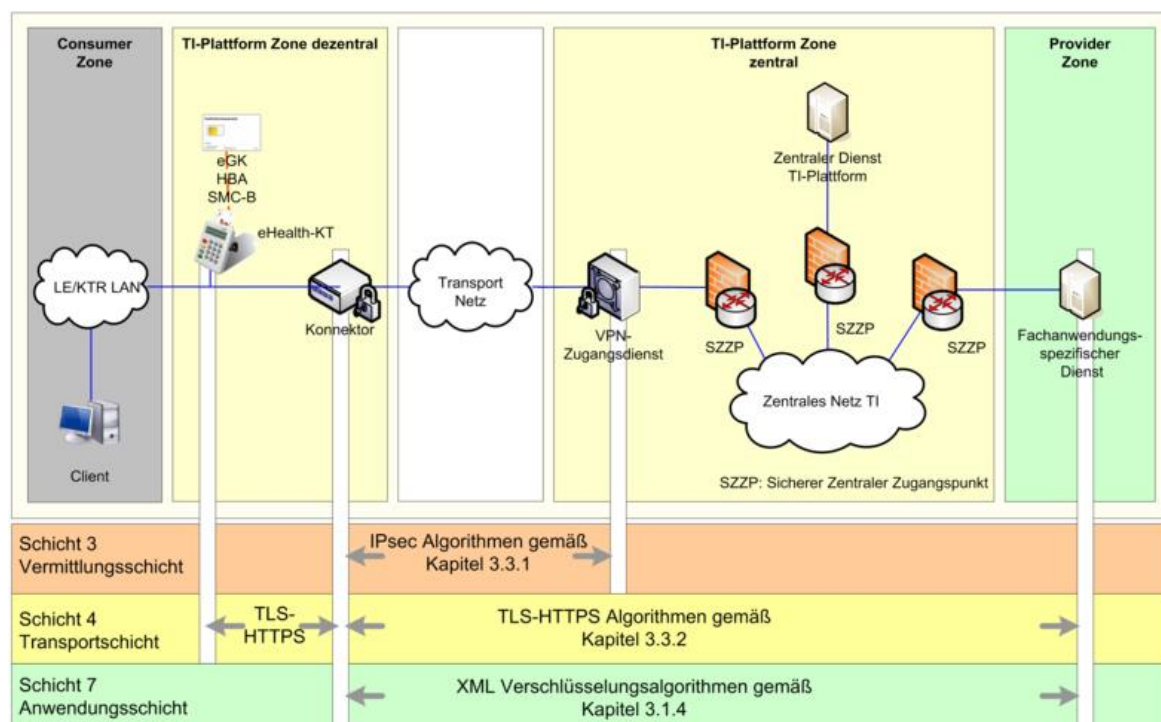 Consumer
Zone
TI-Plattform Zone dezentral
TI-Plattform Zone
zentral
Provider
Zone
eGK
HBA
SMC-B
eHealth-KT
LE/KTR LAN
Konnektor
Client
Transport
Netz
VPN-
Zugangsdienst
Zentraler Dienst
TI-Plattform
SZZP
SZZP
SZZP
Zentrales Netz TI
SZZP: Sicherer Zentraler Zugangspunkt
Fachanwendungs-
spezifischer
Dienst
Schicht 3
Vermittlungsschicht
IPsec Algorithmen gemäß
Kapitel 3.3.1
Schicht 4
Transportschicht
TLS-
HTTPS
TLS-HTTPS Algorithmen gemäß
Kapitel 3.3.2
Schicht 7
Anwendungsschicht
XML Verschlüsselungsalgorithmen gemäß
Kapitel 3.1.4